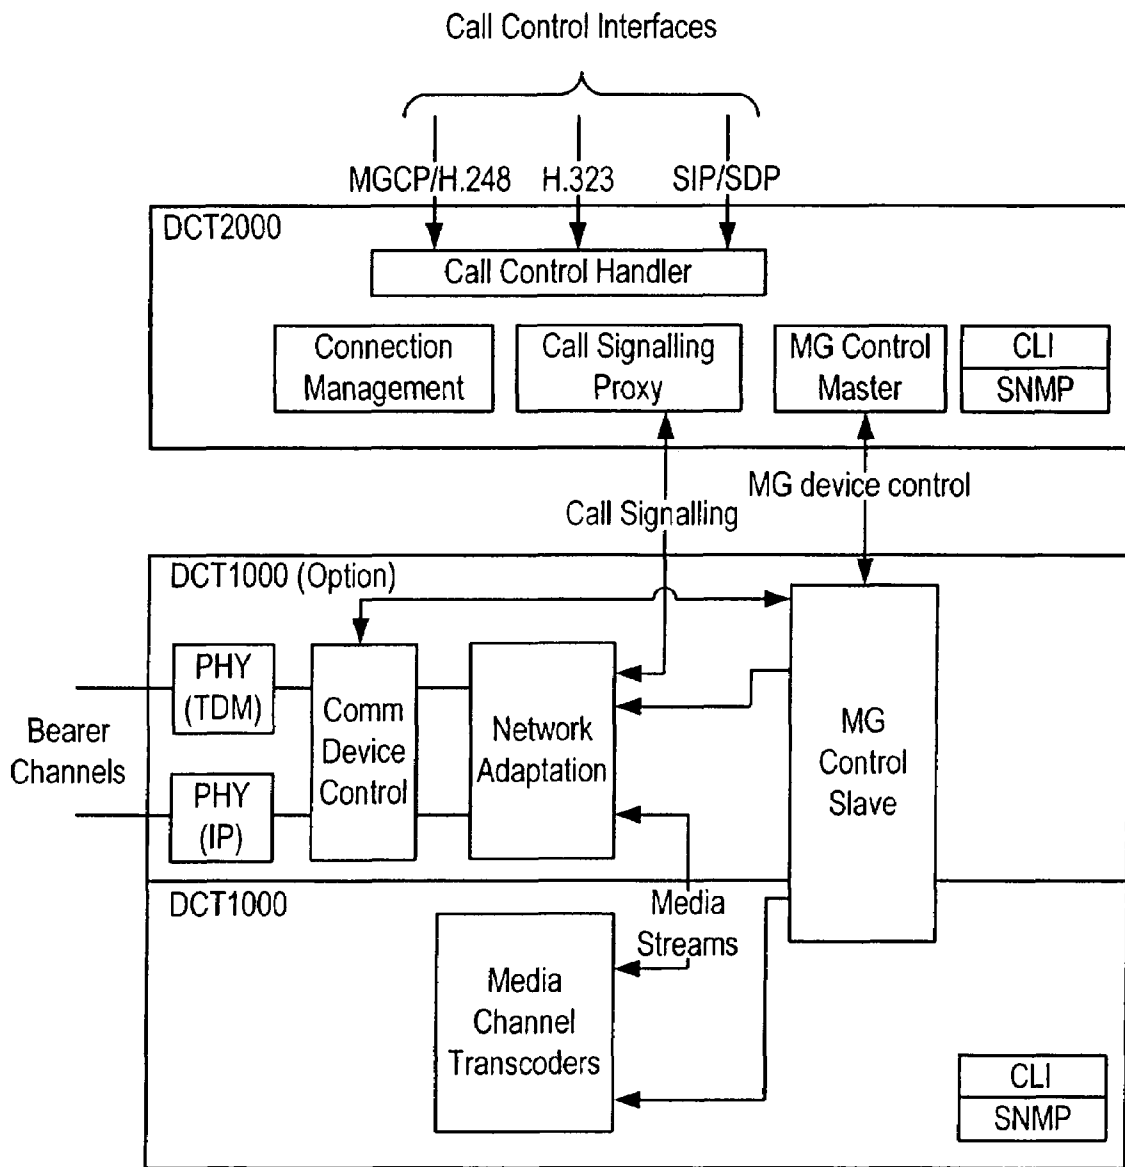 Call Control Interfaces
MGCP/H.248 H.323 SIP/SDP
DCT2000
Call Control Handler
Connection
Management
Call Signalling
Proxy
MG Control
Master
CLI
SNMP
MG device control
Call Signalling
DCT1000 (Option)
PHY
(TDM)
Bearer
Channels
PHY
(IP)
Comm
Device
Control
Network
Adaptation
MG
Control
Slave
DCT1000
Media
Streams
Media
Channel
Transcoders
CLI
SNMP